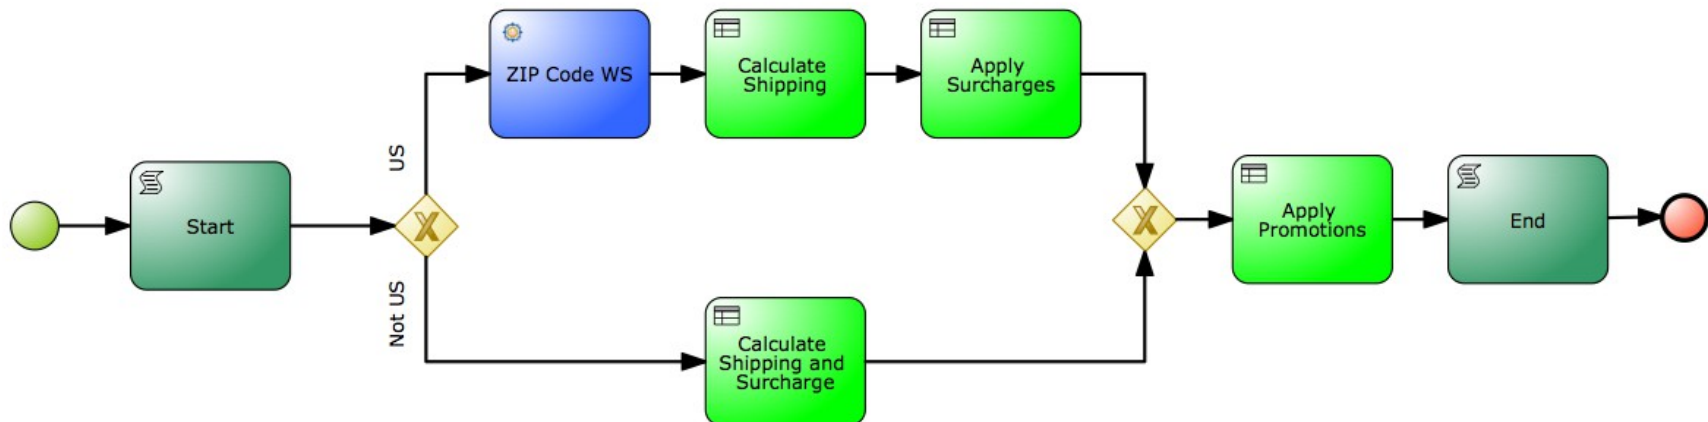 ZIP Code WS
Calculate
Shipping
Apply
Surcharges
US
Start
Not US
Calculate
Shipping and
Surcharge
Apply
Promotions
End